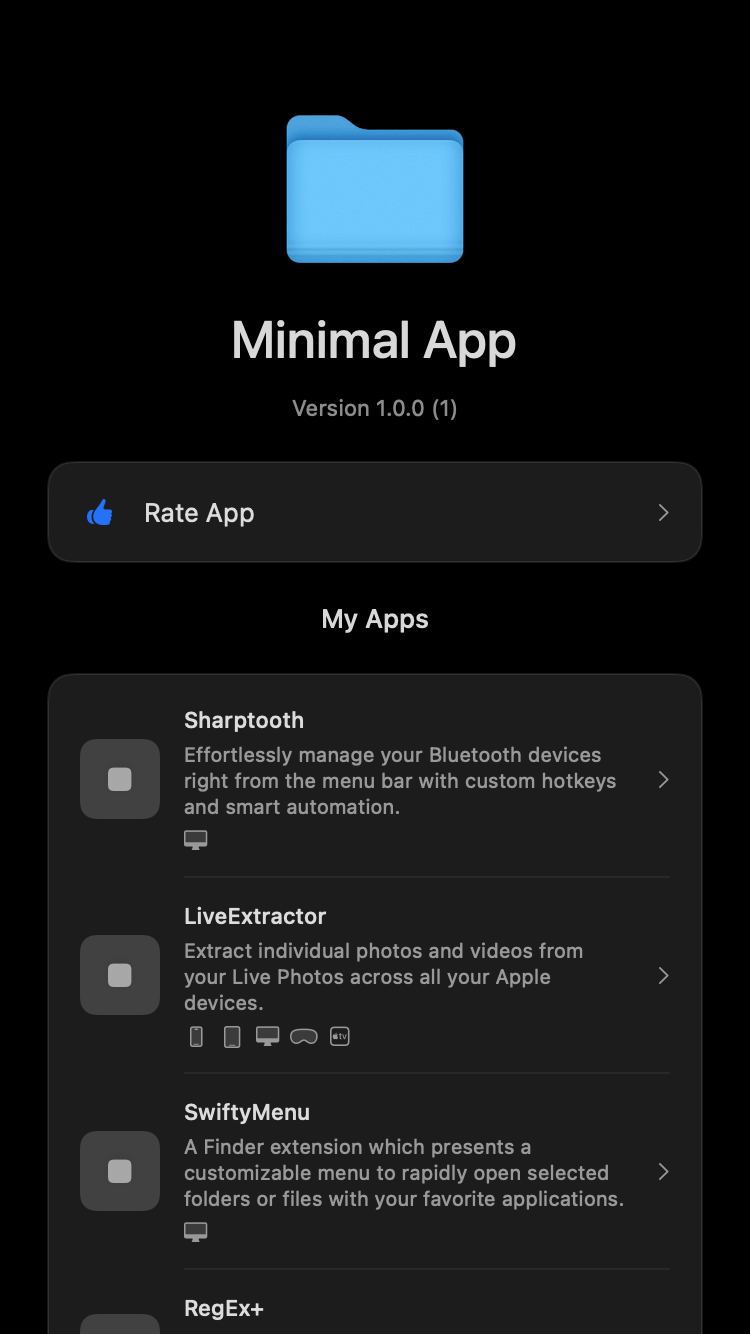 Minimal App
Version 1.0.0 (1)
Rate App
My Apps
Sharptooth
Effortlessly manage your Bluetooth devices
right from the menu bar with custom hotkeys
and smart automation.
LiveExtractor
Extract individual photos and videos from
your Live Photos across all your Apple
devices.
tv
SwiftyMenu
A Finder extension which presents a
customizable menu to rapidly open selected
folders or files with your favorite applications.
RegEx+